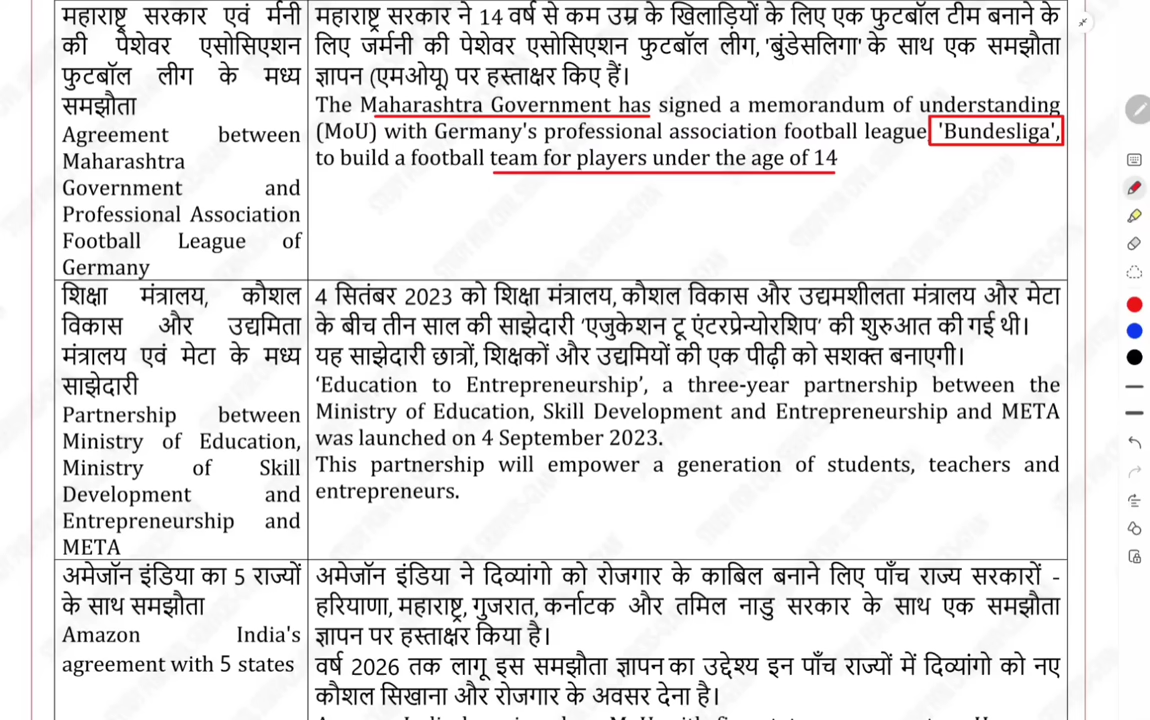 महाराष्ट्र सरकार एवं र्मनी
की पेशेवर एसोसिएशन
फुटबॉल लीग के मध्य
समझौता
Agreement between
Maharashtra
Government and
Professional Association
Football League of
Germany
महाराष्ट्र सरकार ने 14 वर्ष से कम उम्र के खिलाड़ियों के लिए एक फुटबॉल टीम बनाने के
लिए जर्मनी की पेशेवर एसोसिएशन फुटबॉल लीग, 'बुंडेसलिगा' के साथ एक समझौता
ज्ञापन (एमओयू) पर हस्ताक्षर किए हैं।
The Maharashtra Government has signed a memorandum of understanding
(MoU) with Germany's professional association football league 'Bundesliga',
to build a football team for players under the age of 14
शिक्षा मंत्रालय, कौशल
विकास और उद्यमिता
मंत्रालय एवं मेटा के मध्य
साझेदारी
Partnership between
Ministry of Education,
Ministry of Skill
Development and
Entrepreneurship and
META
4 सितंबर 2023 को शिक्षा मंत्रालय, कौशल विकास और उद्यमशीलता मंत्रालय और मेटा
के बीच तीन साल की साझेदारी ‘एजुकेशन टू एंटरप्रेन्योरशिप’ की शुरुआत की गई थी।
यह साझेदारी छात्रों, शिक्षकों और उद्यमियों की एक पीढ़ी को सशक्त बनाएगी।
‘Education to Entrepreneurship’, a three-year partnership between the
Ministry of Education, Skill Development and Entrepreneurship and META
was launched on 4 September 2023.
This partnership will empower a generation of students, teachers and
entrepreneurs.
अमेजॉन इंडिया का 5 राज्यों
के साथ समझौता
Amazon India's
agreement with 5 states
अमेजॉन इंडिया ने दिव्यांगो को रोजगार के काबिल बनाने लिए पाँच राज्य सरकारों -
हरियाणा, महाराष्ट्र, गुजरात, कर्नाटक और तमिल नाडु सरकार के साथ एक समझौता
ज्ञापन पर हस्ताक्षर किया है।
वर्ष 2026 तक लागू इस समझौता ज्ञापन का उद्देश्य इन पाँच राज्यों में दिव्यांगो को नए
कौशल सिखाना और रोजगार के अवसर देना है।